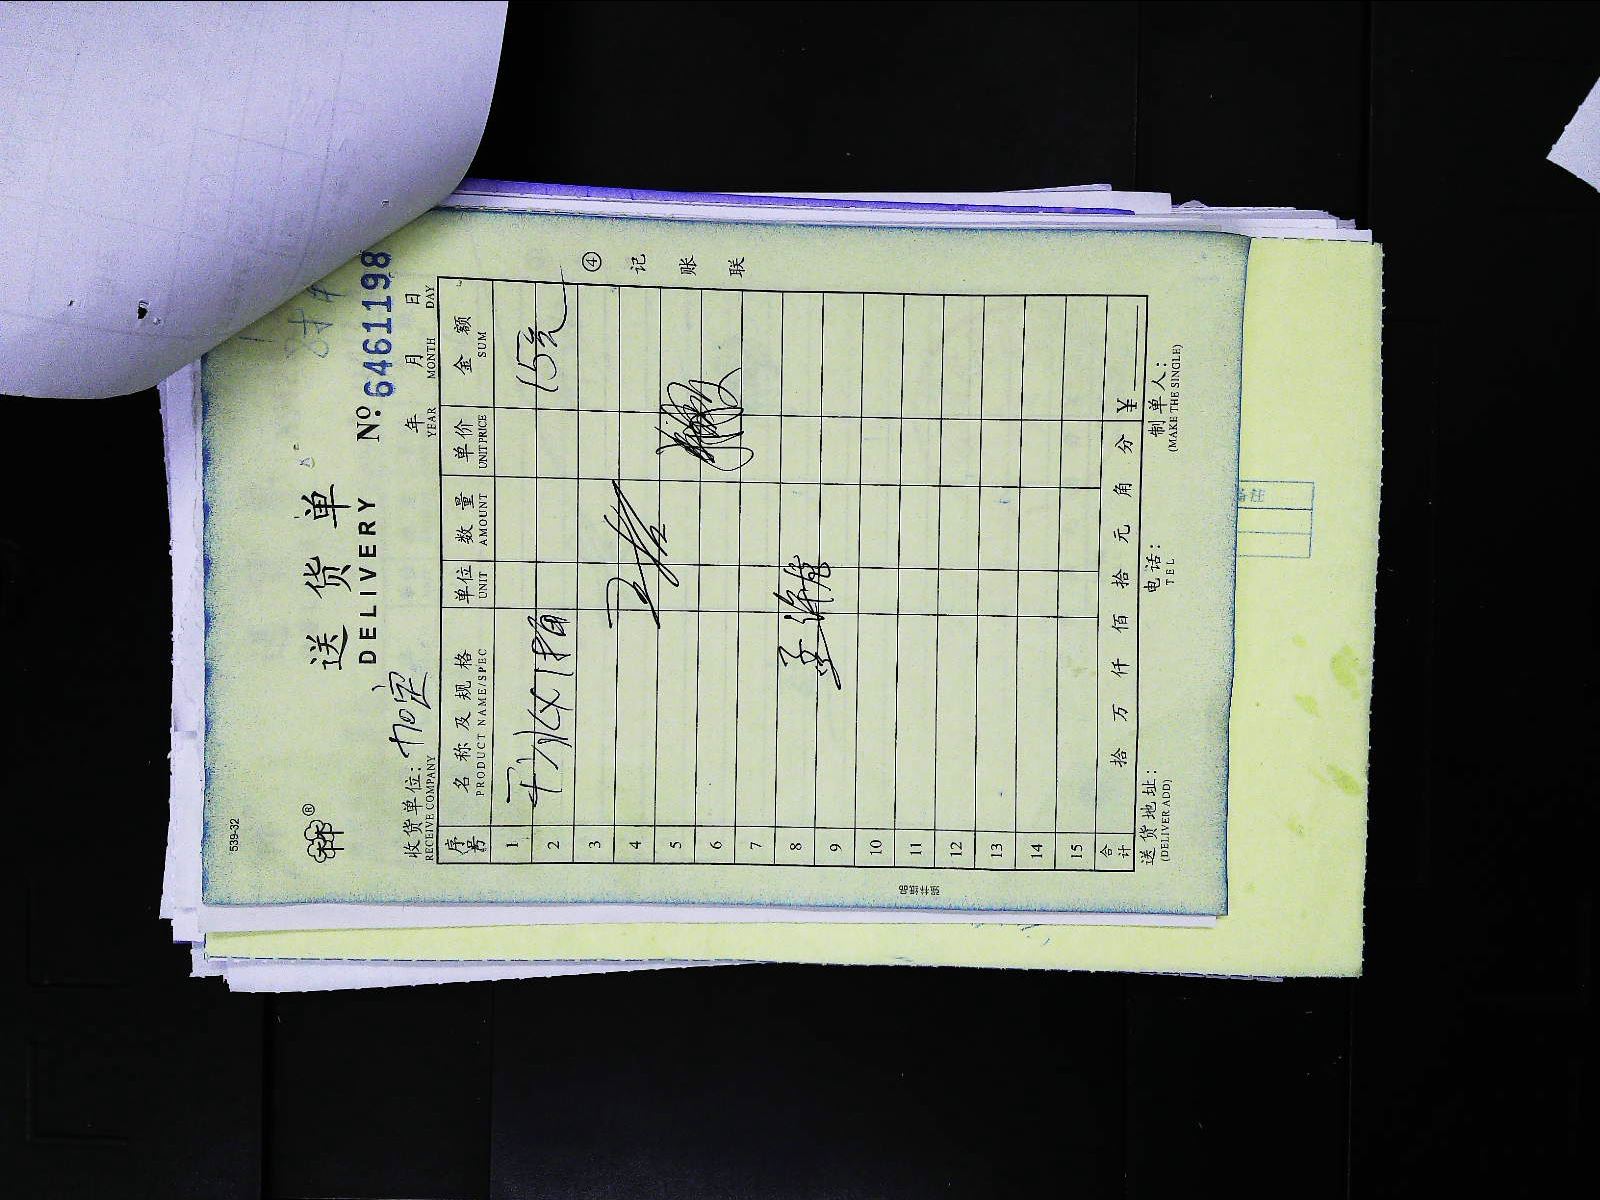 539-32
送 货 单
DELIVERY
№ 6461198
收货单位: 加定
RECEIVE COMPANY
年 月 日
YEAR MONTH DAY
序号 名称及规格 单位 数量 单价 金额
PRODUCT NAME/SPEC UNIT AMOUNT UNIT PRICE SUM
1
2 15元
3
4
5
6
7
8
9
10
11
12
13
14
15
合计 拾 万 仟 佰 拾 元 角 分 ¥
送货地址: 电话: 制单人:
(DELIVER ADD) TEL (MAKE THE SINGLE)
④ 记 账 联